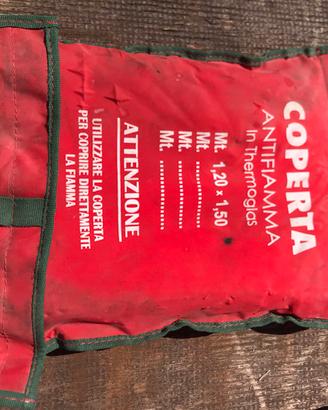 COPERTA
ANTIFIAMMA
In Thermoglas
Mt. 1,20 x 1,50
Mt. ..................
Mt. ..................
ATTENZIONE
UTILIZZARE LA COPERTA
PER COPRIRE DIRETTAMENTE
LA FIAMMA